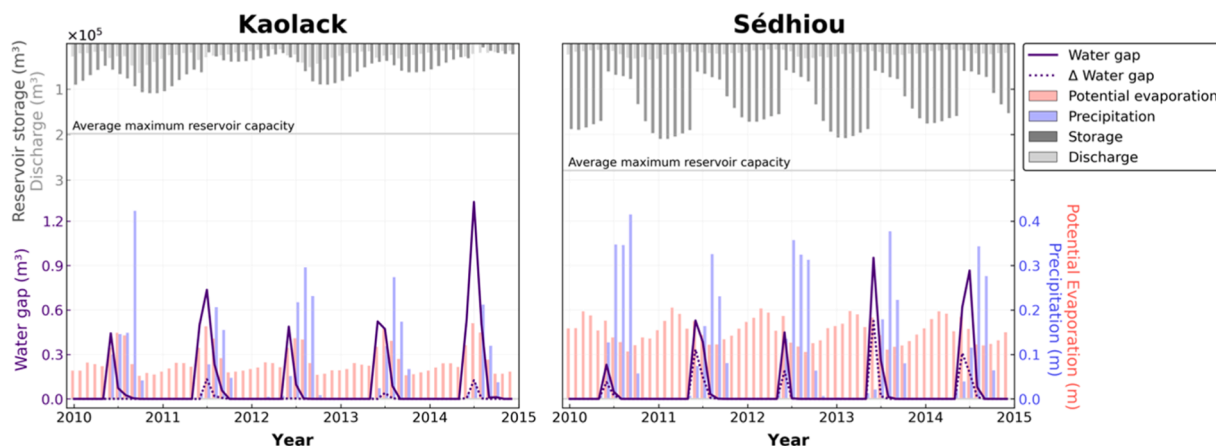 Kaolack
Sédhiou
×10⁵
Reservoir storage (m³)
Discharge (m³)
1
2
3
Average maximum reservoir capacity
Average maximum reservoir capacity
Water gap
Δ Water gap
Potential evaporation
Precipitation
Storage
Discharge
Water gap (m³)
1.2
0.9
0.6
0.3
0.0
0.4
0.3
0.2
0.1
0.0
Potential Evaporation (m)
Precipitation (m)
2010 2011 2012 2013 2014 2015
2010 2011 2012 2013 2014 2015
Year
Year